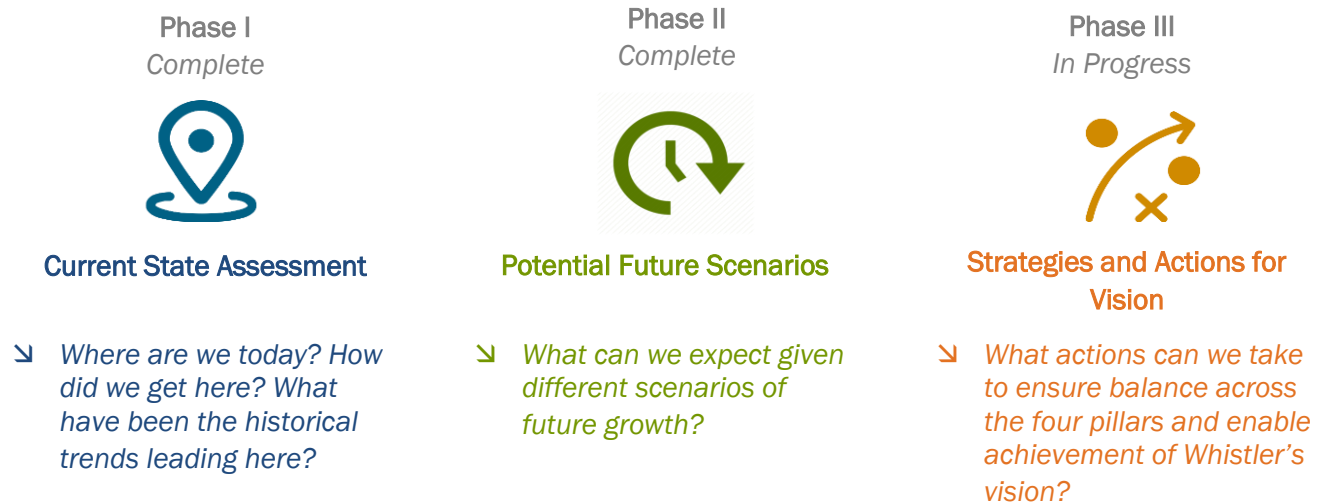 Phase I
Complete
Current State Assessment
Where are we today? How
did we get here? What
have been the historical
trends leading here?
Phase II
Complete
Potential Future Scenarios
What can we expect given
different scenarios of
future growth?
Phase III
In Progress
Strategies and Actions for
Vision
What actions can we take
to ensure balance across
the four pillars and enable
achievement of Whistler's
vision?